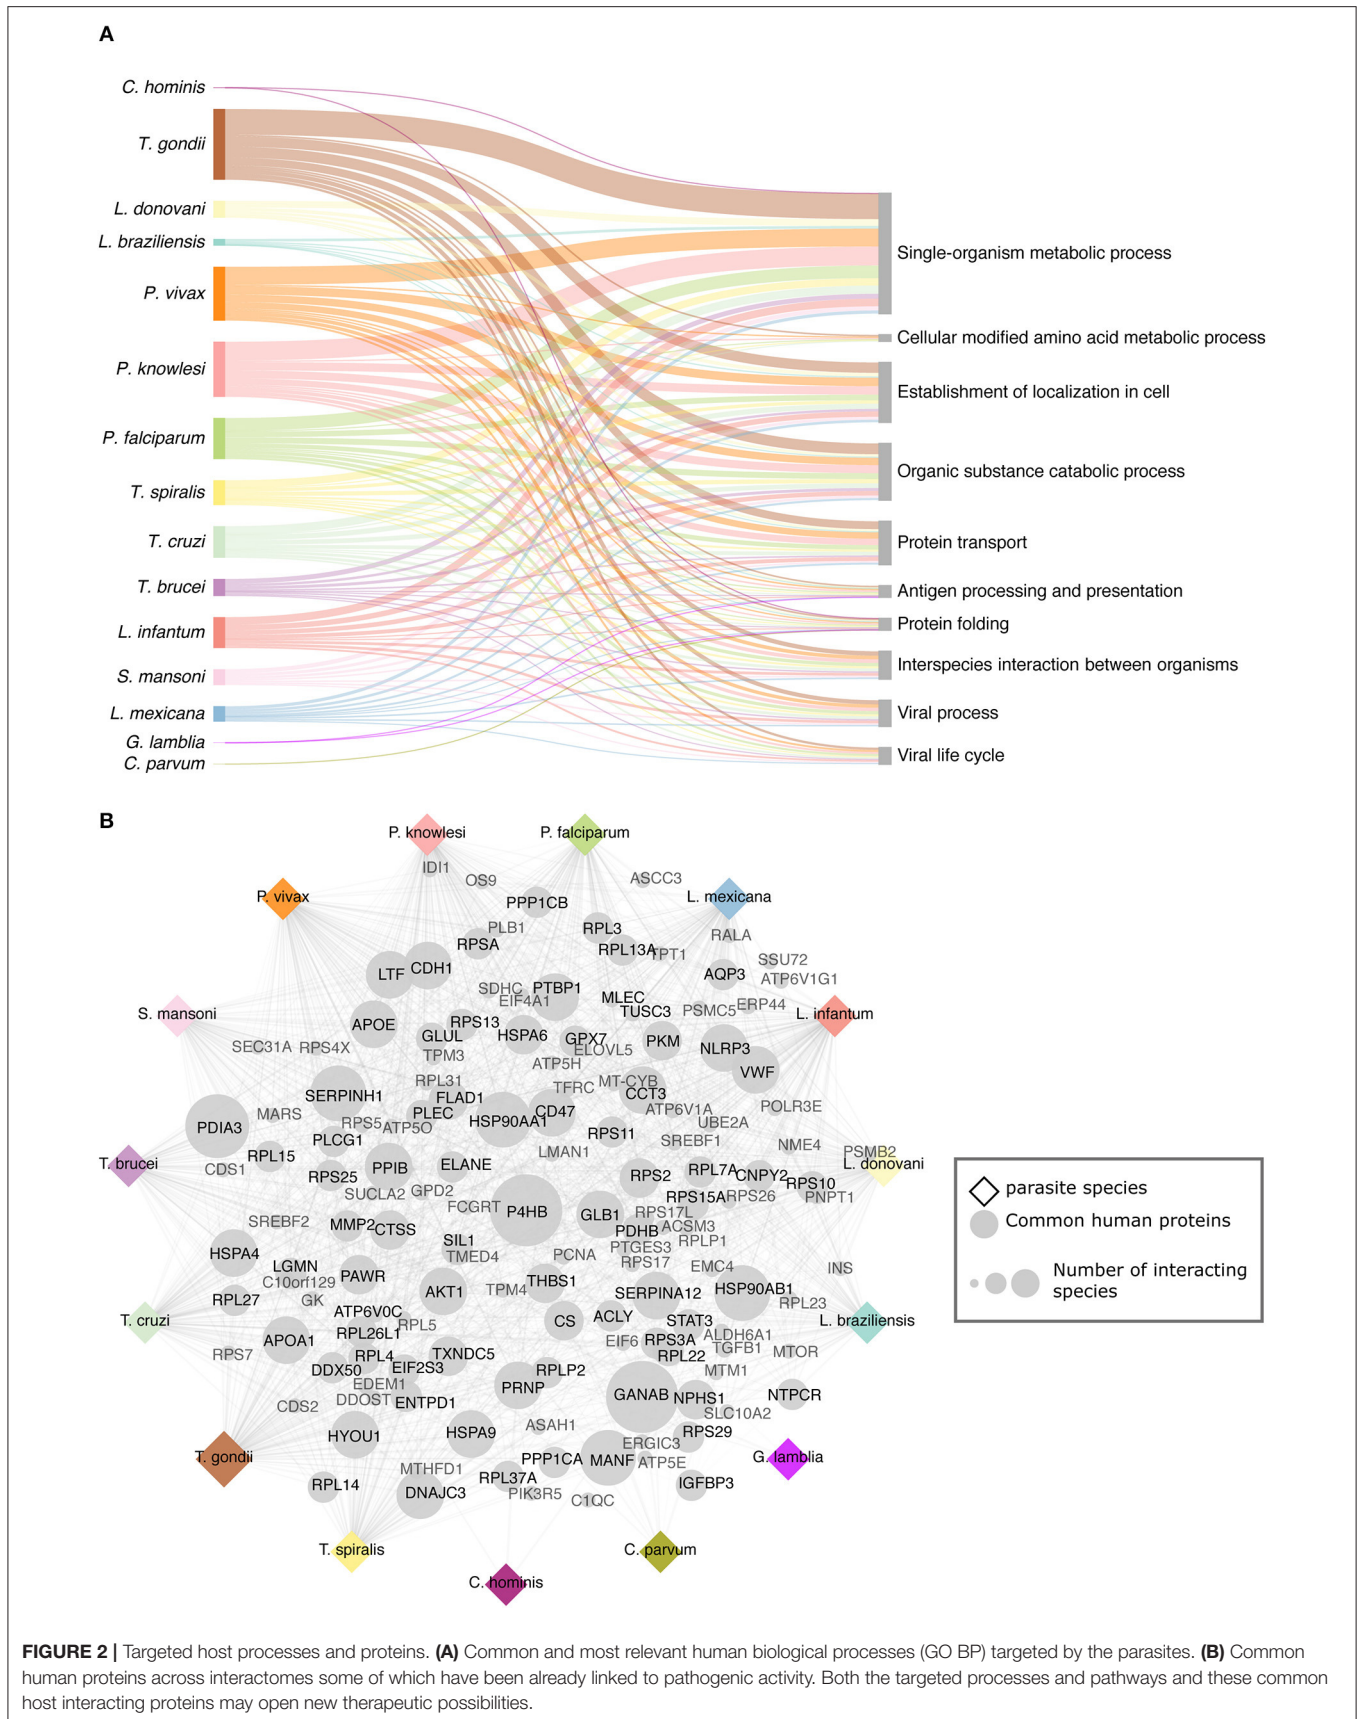 A
C. hominis
T. gondii
L. donovani
L. braziliensis
P. vivax
P. knowlesi
P. falciparum
T. spiralis
T. cruzi
T. brucei
L. infantum
S. mansoni
L. mexicana
G. lamblia
C. parvum
Single-organism metabolic process
Cellular modified amino acid metabolic process
Establishment of localization in cell
Organic substance catabolic process
Protein transport
Antigen processing and presentation
Protein folding
Interspecies interaction between organisms
Viral process
Viral life cycle
B
P. knowlesi
P. falciparum
IDI1
OS9
ASCC3
P. vivax
PPP1CB
L. mexicana
PLB1
RPL3
RPSA
RPL13A
TPT1
RALA
LTF
CDH1
AQP3
SSU72
ATP6V1G1
SDHC
PTBP1
EIF4A1
MLEC
TUSC3
PSMC5
ERP44
S. mansoni
L. infantum
APOE
RPS13
GLUL
HSPA6
GPX7
ELOVL5
PKM
NLRP3
SEC31A
RPS4X
TPM3
ATP5H
VWF
RPL31
TFRC
MT-CYB
SERPINH1
FLAD1
CCT3
MARS
PLEC
CD47
ATP6V1A
POLR3E
PDIA3
RPS5
ATP5O
HSP90AA1
UBE2A
PLCG1
RPS11
SREBF1
NME4
PSMB2
RPL15
LMAN1
T. brucei
CDS1
PPIB
ELANE
L. donovani
RPS25
RPS2
RPL7A
CNPY2
RPS10
SUCLA2
GPD2
RPS15A
RPS26
PNPT1
FCGRT
P4HB
GLB1
RPS17L
SREBF2
MMP2
CTSS
PDHB
ACSM3
SIL1
RPLP1
HSPA4
TMED4
PCNA
PTGES3
RPS17
LGMN
EMC4
INS
C10orf129
PAWR
THBS1
TPM4
AKT1
SERPINA12
HSP90AB1
RPL27
GK
RPL23
ATP6V0C
T. cruzi
RPL5
CS
ACLY
STAT3
L. braziliensis
RPL26L1
APOA1
EIF6
RPS3A
ALDH6A1
TGFB1
RPS7
RPL4
TXNDC5
RPL22
MTOR
DDX50
EIF2S3
RPLP2
MTM1
EDEM1
PRNP
GANAB
NPHS1
NTPCR
CDS2
DDOST
ENTPD1
SLC10A2
HYOU1
HSPA9
ASAH1
RPS29
ERGIC3
T. gondii
PPP1CA
MANF
ATP5E
G. lamblia
MTHFD1
RPL14
RPL37A
IGFBP3
DNAJC3
PIK3R5
C1QC
T. spiralis
C. parvum
C. hominis
parasite species
Common human proteins
Number of interacting
species
FIGURE 2 | Targeted host processes and proteins. (A) Common and most relevant human biological processes (GO BP) targeted by the parasites. (B) Common
human proteins across interactomes some of which have been already linked to pathogenic activity. Both the targeted processes and pathways and these common
host interacting proteins may open new therapeutic possibilities.